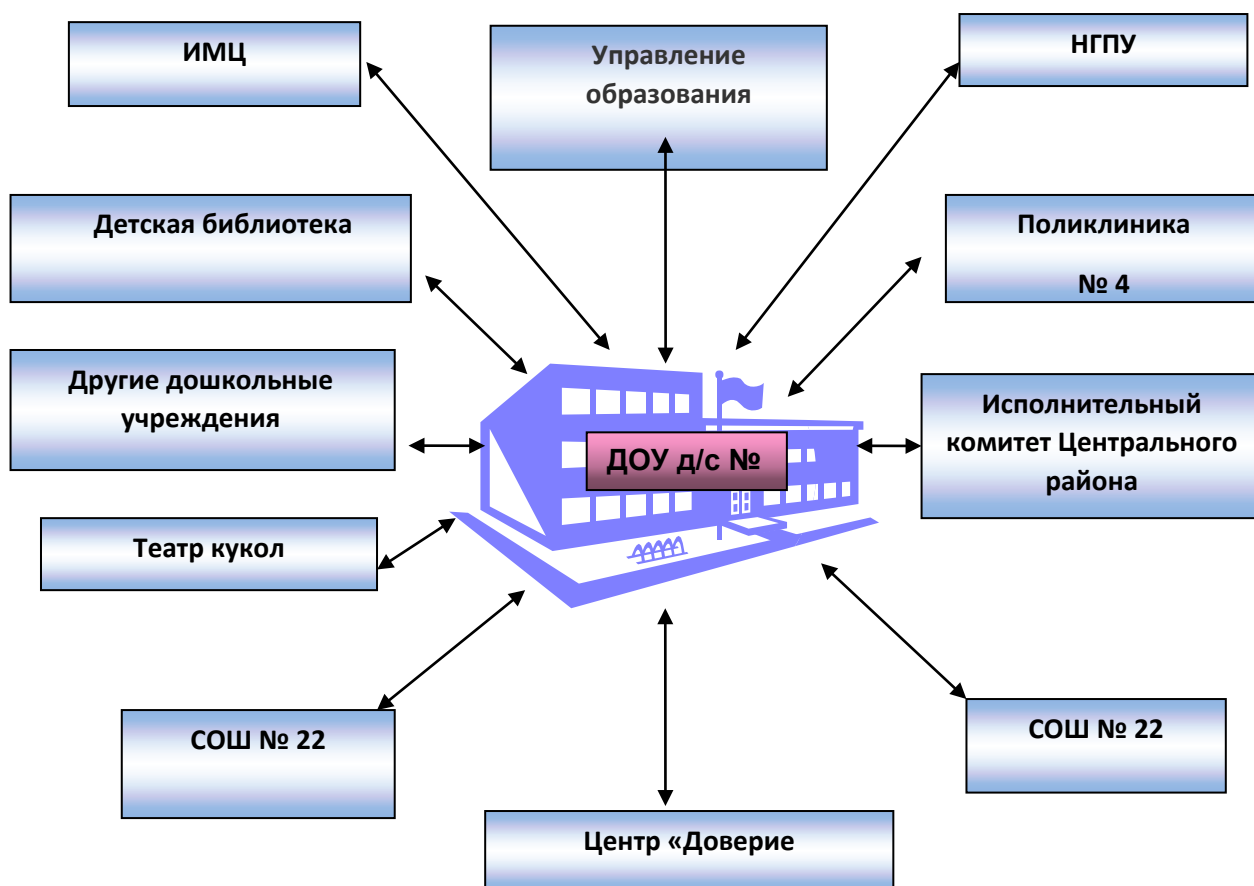 ИМЦ
Управление
образования
НГПУ
Детская библиотека
Поликлиника
№ 4
Другие дошкольные
учреждения
ДОУ д/с №
Исполнительный
комитет Центрального
района
Театр кукол
СОШ № 22
СОШ № 22
Центр «Доверие